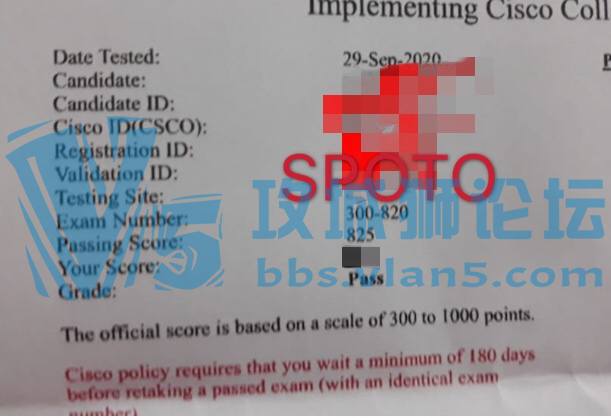 Implementing Cisco Coll
Date Tested: 29-Sep-2020
Candidate:
Candidate ID:
Cisco ID(CSCO):
Registration ID:
Validation ID:
SPOTO
Testing Site:
攻城狮论坛
Exam Number: 300-820
Passing Score: 825
Your Score:
bbs.vlan5.com
Grade: Pass
The official score is based on a scale of 300 to 1000 points.
Cisco policy requires that you wait a minimum of 180 days
before retaking a passed exam (with an identical exam
number)